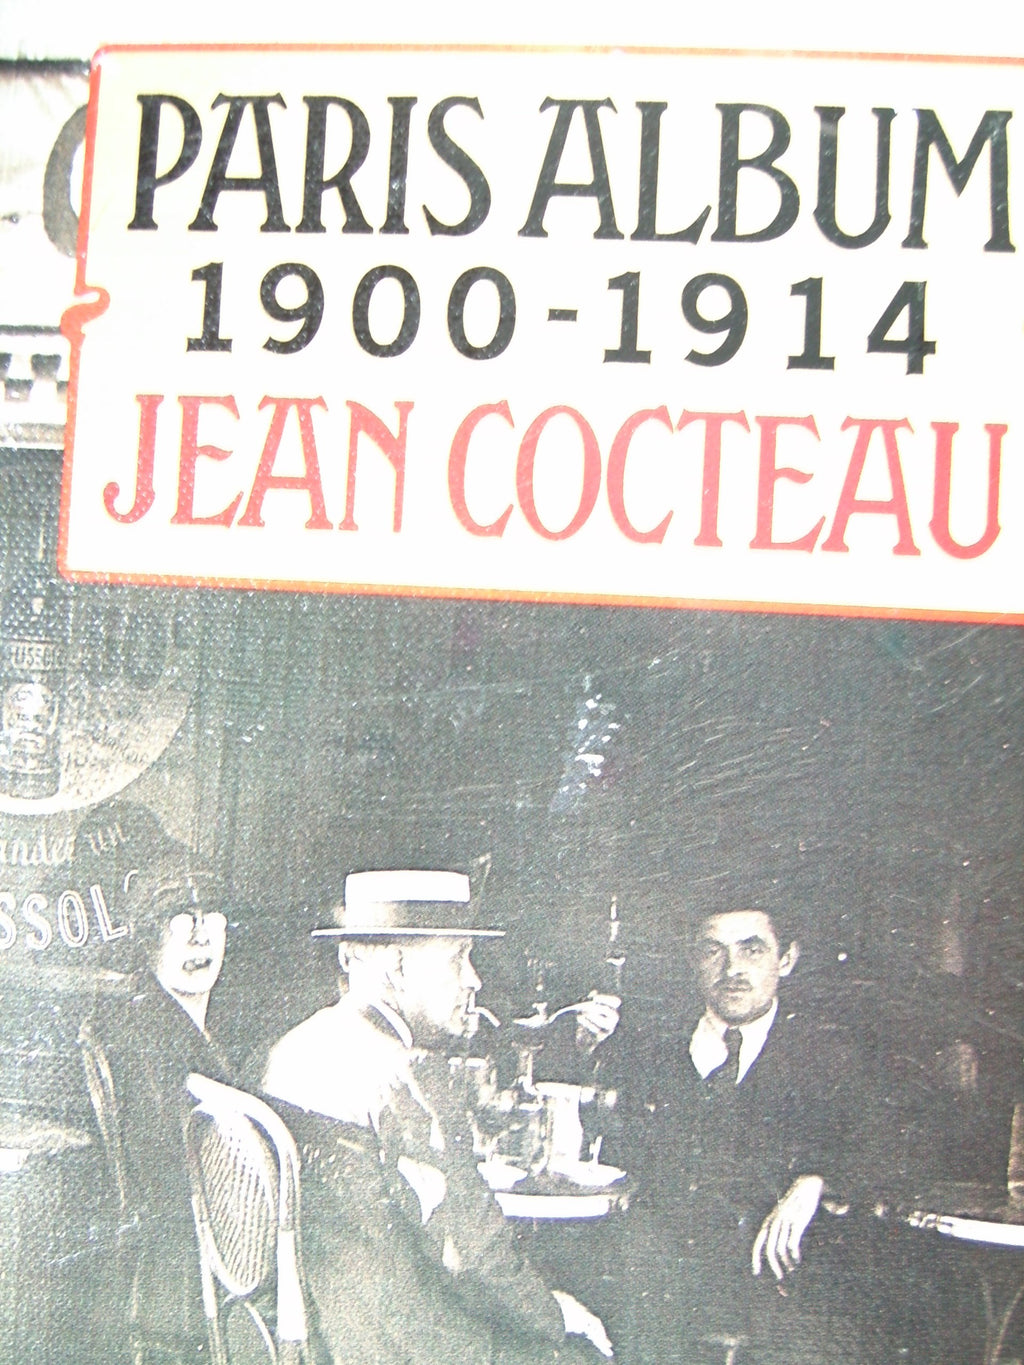 PARIS ALBUM
1900-1914
JEAN COCTEAU
SSOL